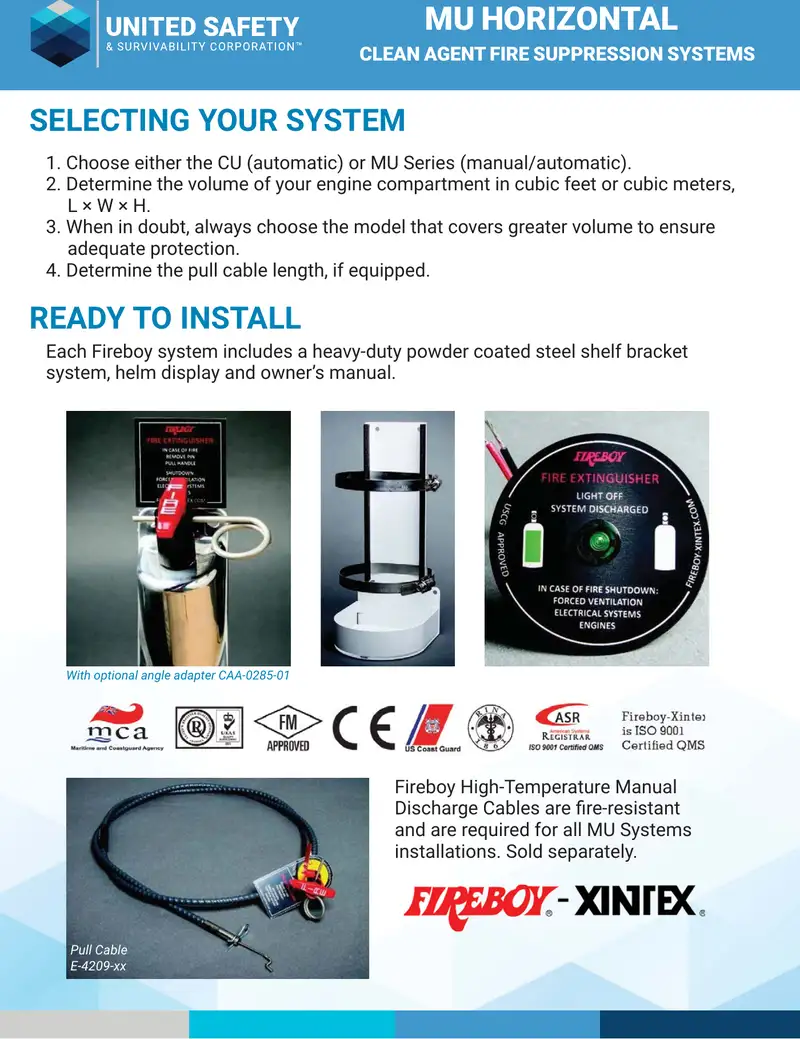 UNITED SAFETY
& SURVIVABILITY CORPORATION™
MU HORIZONTAL
CLEAN AGENT FIRE SUPPRESSION SYSTEMS
SELECTING YOUR SYSTEM
1. Choose either the CU (automatic) or MU Series (manual/automatic).
2. Determine the volume of your engine compartment in cubic feet or cubic meters,
L × W × H.
3. When in doubt, always choose the model that covers greater volume to ensure
adequate protection.
4. Determine the pull cable length, if equipped.
READY TO INSTALL
Each Fireboy system includes a heavy-duty powder coated steel shelf bracket
system, helm display and owner's manual.
FIREBOY
FIRE EXTINGUISHER
IN CASE OF FIRE
REMOVE PIN
PULL HANDLE
SHUTDOWN:
FIRE
FIREBOY
FIRE EXTINGUISHER
LIGHT OFF
SYSTEM DISCHARGED
USCG APPROVED
FIREBOY-XINTEX.COM
IN CASE OF FIRE SHUTDOWN:
FORCED VENTILATION
ELECTRICAL SYSTEMS
ENGINES
With optional angle adapter CAA-0285-01
mca
Maritime and Coastguard Agency
FM
APPROVED
CE
US Coast Guard
RINA
1861
ASR
American Systems
REGISTRAR
ISO 9001 Certified QMS
Fireboy-Xintex
is ISO 9001
Certified QMS
Fireboy High-Temperature Manual
Discharge Cables are fire-resistant
and are required for all MU Systems
installations. Sold separately.
FIREBOY® - XINTEX®
FIRE
Pull Cable
E-4209-xx